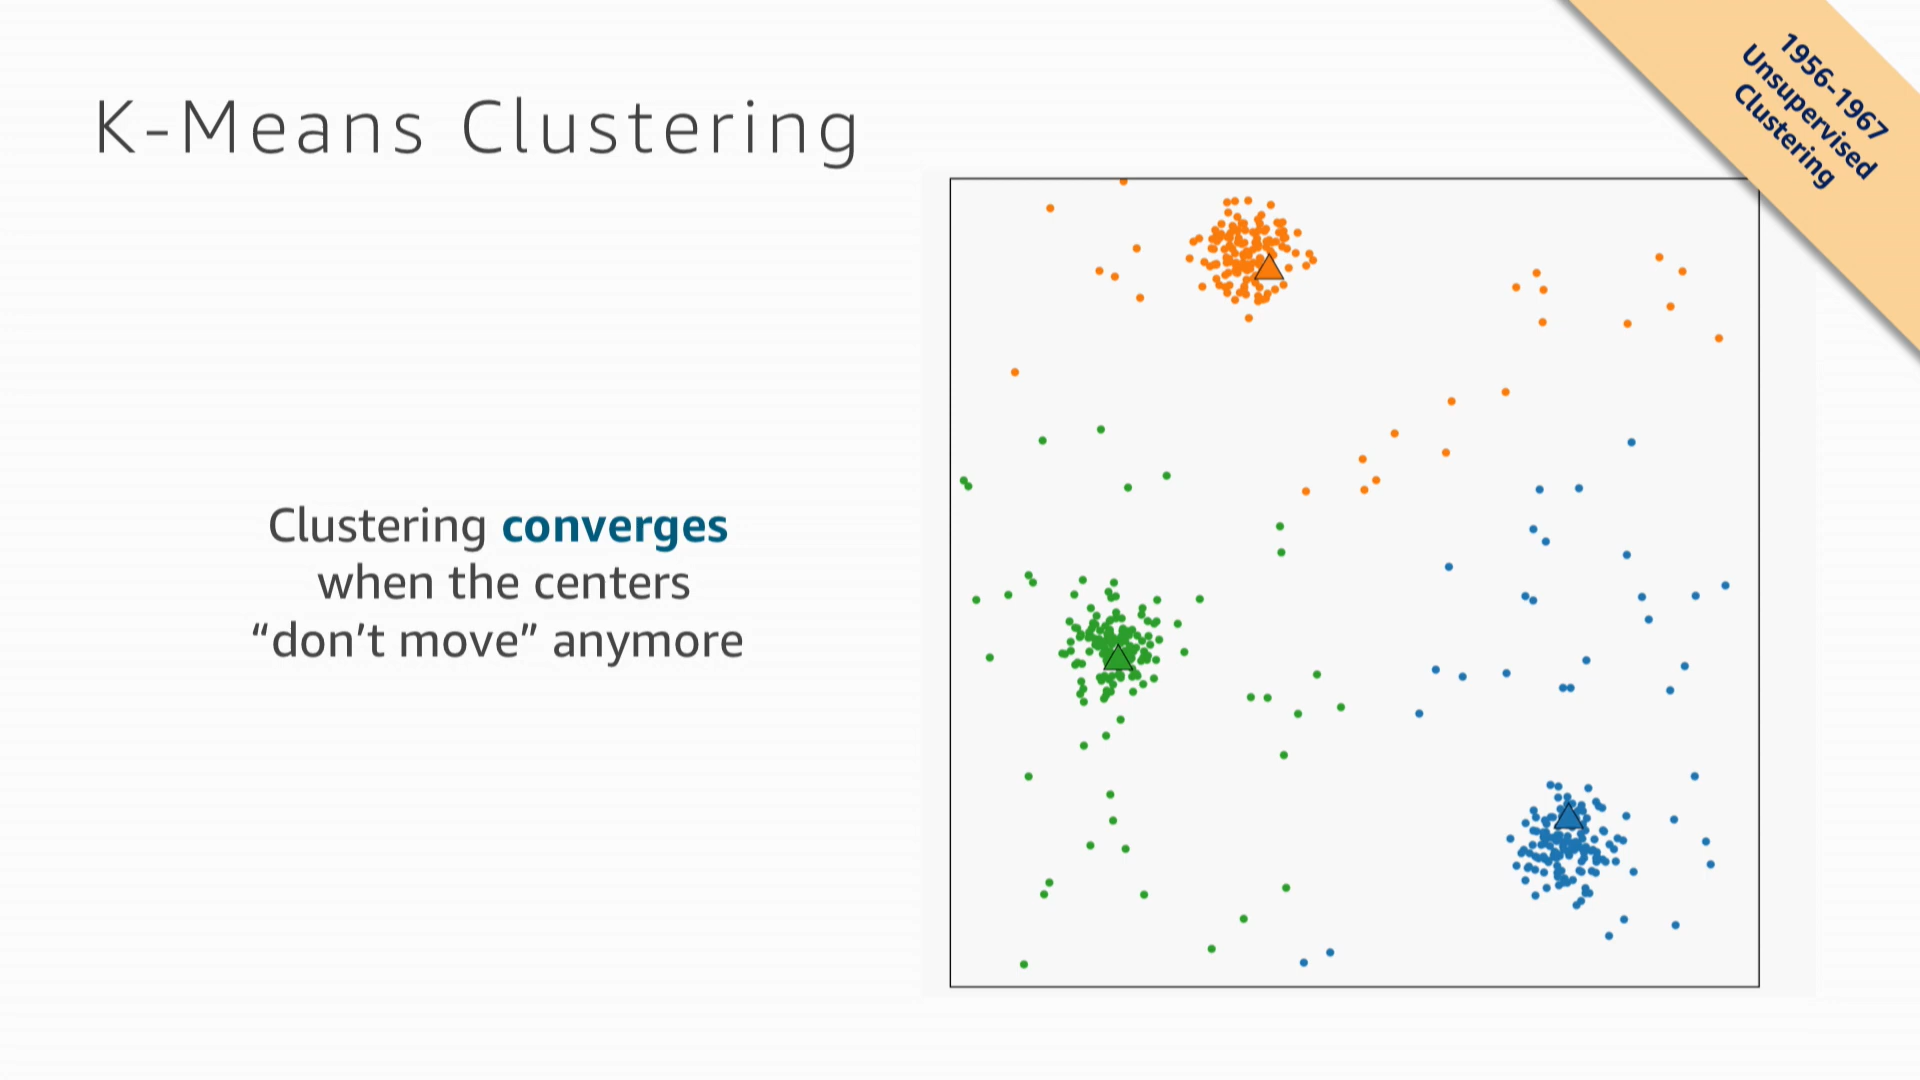 K-Means Clustering
1956-1967
Unsupervised
Clustering
Clustering converges
when the centers
“don’t move” anymore